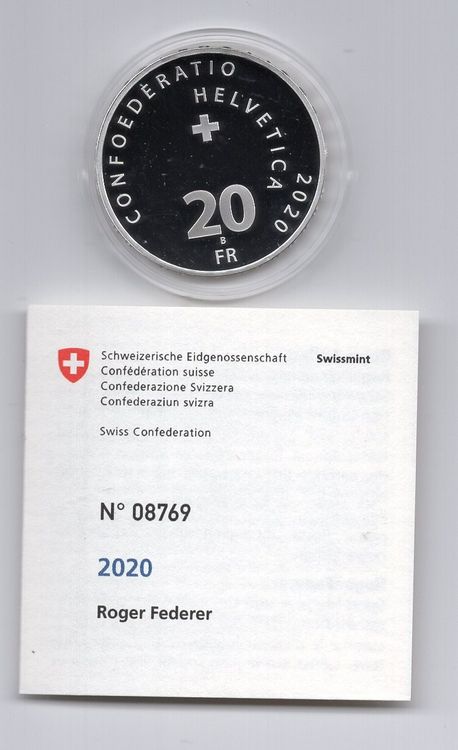 CONFOEDERATIO
HELVETICA
2020
20
B
FR
Schweizerische Eidgenossenschaft
Confédération suisse
Confederazione Svizzera
Confederaziun svizra
Swiss Confederation
Swissmint
N° 08769
2020
Roger Federer